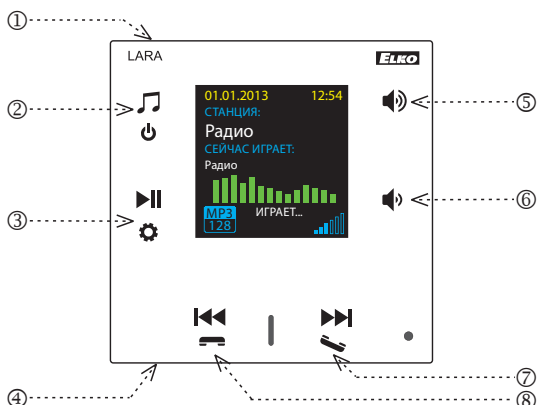 ①
LARA ELKO
② 01.01.2013 12:54 ⑤
СТАНЦИЯ:
Радио
СЕЙЧАС ИГРАЕТ:
Радио
⑥
③ MP3 ИГРАЕТ...
128
⑦
④ ⑧